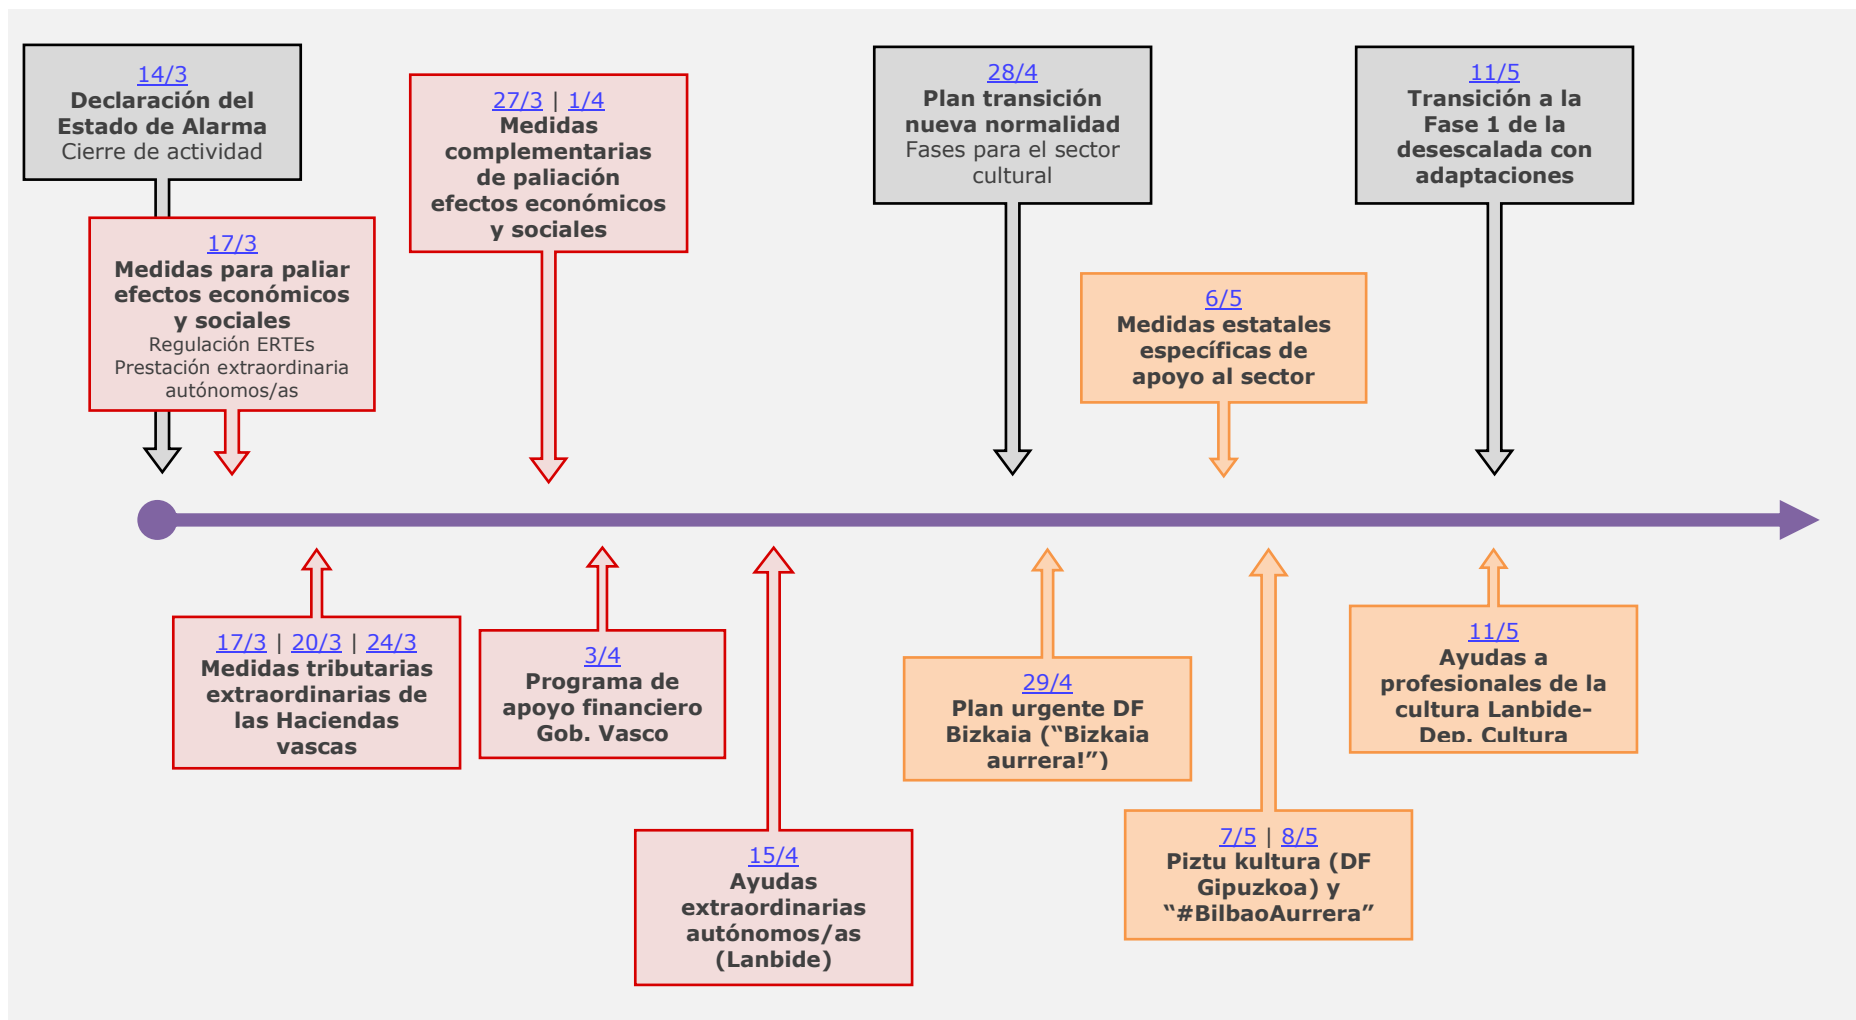 14/3
Declaración del
Estado de Alarma
Cierre de actividad
17/3
Medidas para paliar
efectos económicos
y sociales
Regulación ERTEs
Prestación extraordinaria
autónomos/as
27/3 | 1/4
Medidas
complementarias
de paliación
efectos económicos
y sociales
28/4
Plan transición
nueva normalidad
Fases para el sector
cultural
6/5
Medidas estatales
específicas de
apoyo al sector
11/5
Transición a la
Fase 1 de la
desescalada con
adaptaciones
17/3 | 20/3 | 24/3
Medidas tributarias
extraordinarias de
las Haciendas
vascas
3/4
Programa de
apoyo financiero
Gob. Vasco
15/4
Ayudas
extraordinarias
autónomos/as
(Lanbide)
29/4
Plan urgente DF
Bizkaia (“Bizkaia
aurrera!”)
7/5 | 8/5
Piztu kultura (DF
Gipuzkoa) y
“#BilbaoAurrera”
11/5
Ayudas a
profesionales de la
cultura Lanbide-
Dep. Cultura